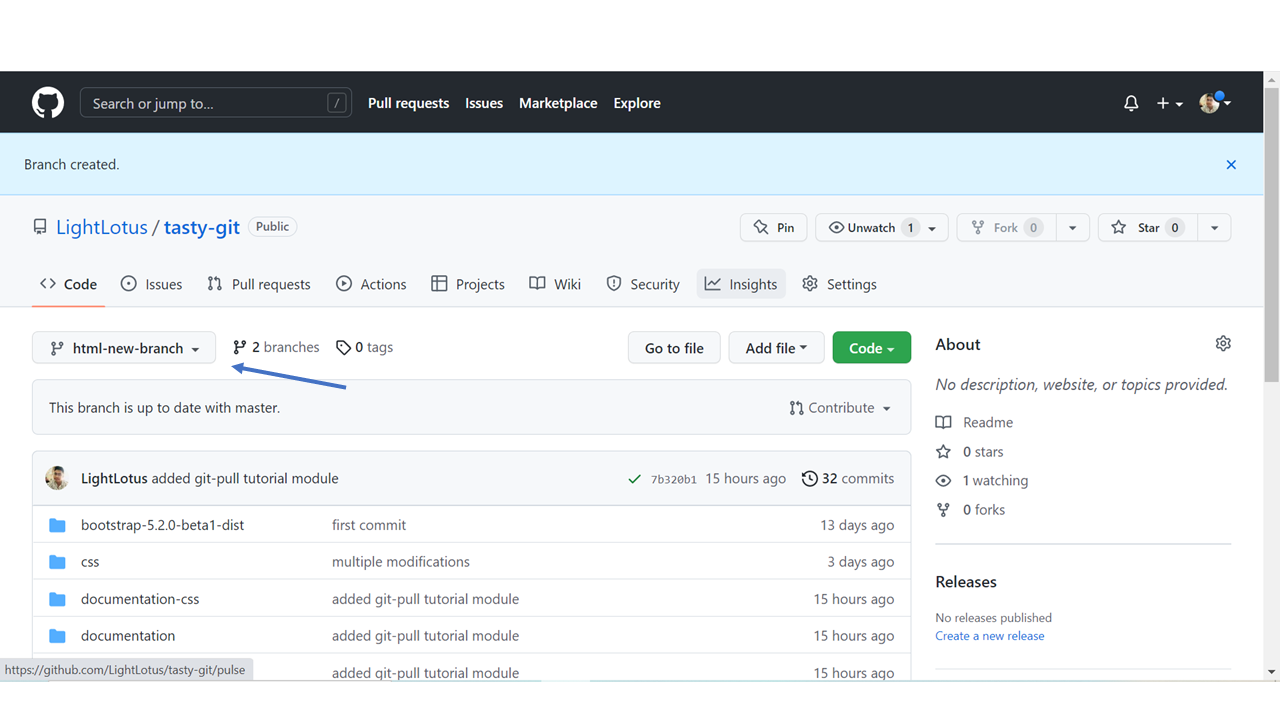 Search or jump to... / Pull requests Issues Marketplace Explore
Branch created.
LightLotus / tasty-git Public Pin Unwatch 1 Fork 0 Star 0
Code Issues Pull requests Actions Projects Wiki Security Insights Settings
html-new-branch 2 branches 0 tags Go to file Add file Code
This branch is up to date with master. Contribute
LightLotus added git-pull tutorial module 7b320b1 15 hours ago 32 commits
bootstrap-5.2.0-beta1-dist first commit 13 days ago
css multiple modifications 3 days ago
documentation-css added git-pull tutorial module 15 hours ago
documentation added git-pull tutorial module 15 hours ago
added git-pull tutorial module 15 hours ago
About
No description, website, or topics provided.
Readme
0 stars
1 watching
0 forks
Releases
No releases published
Create a new release
https://github.com/LightLotus/tasty-git/pulse